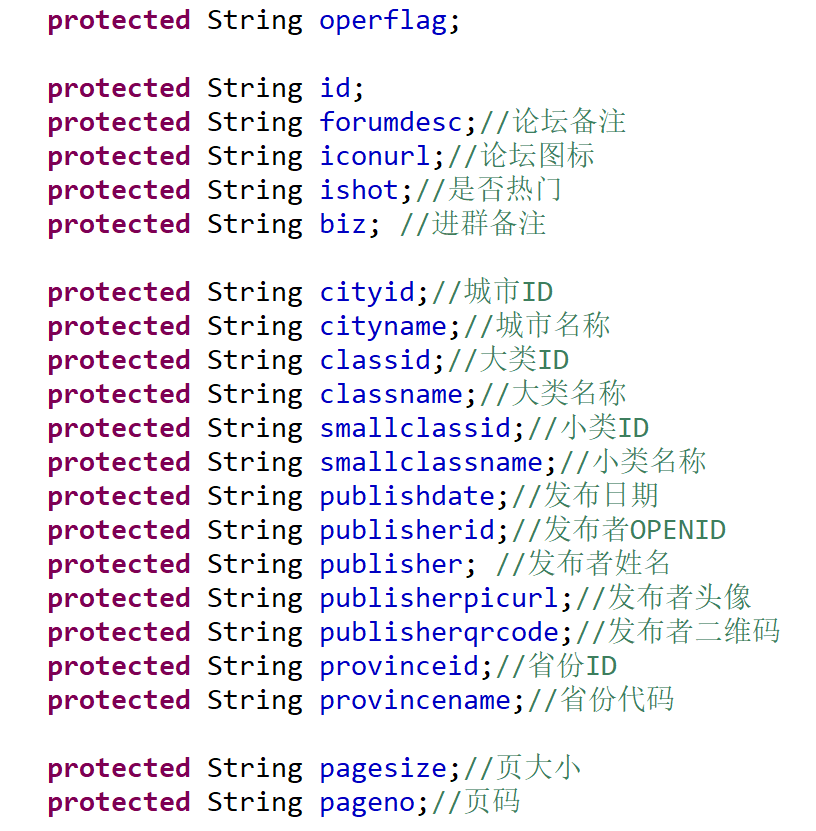 protected String operflag;
protected String id;
protected String forumdesc;//论坛备注
protected String iconurl;//论坛图标
protected String ishot;//是否热门
protected String biz; //进群备注
protected String cityid;//城市ID
protected String cityname;//城市名称
protected String classid;//大类ID
protected String classname;//大类名称
protected String smallclassid;//小类ID
protected String smallclassname;//小类名称
protected String publishdate;//发布日期
protected String publisherid;//发布者OPENID
protected String publisher; //发布者姓名
protected String publisherpicurl;//发布者头像
protected String publisherqrcode;//发布者二维码
protected String provinceid;//省份ID
protected String provincename;//省份代码
protected String pagesize;//页大小
protected String pageno;//页码